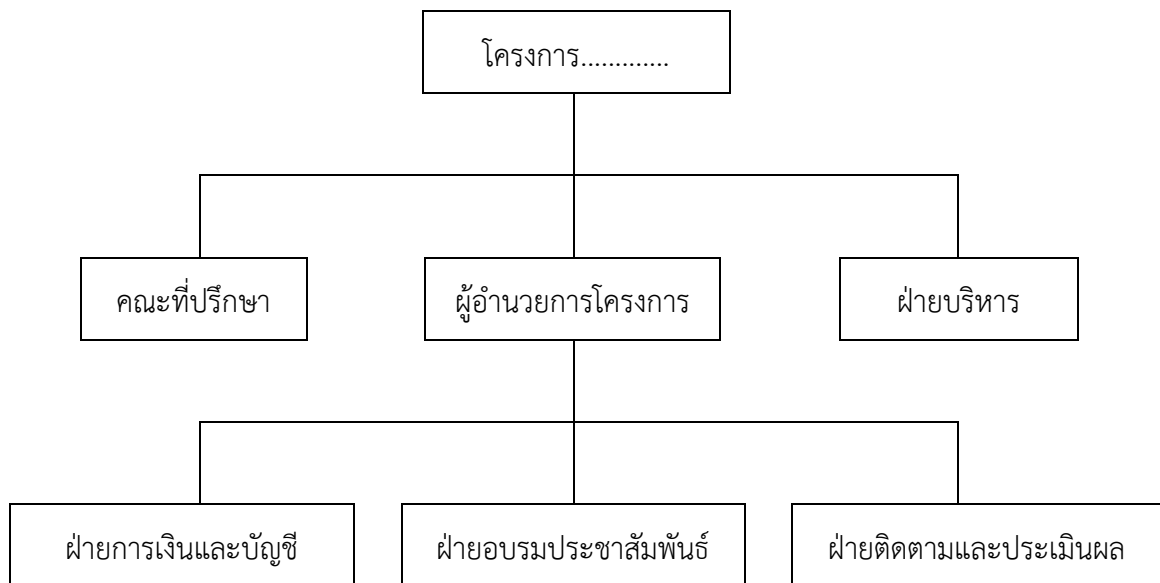 โครงการ.............
คณะที่ปรึกษา
ผู้อำนวยการโครงการ
ฝ่ายบริหาร
ฝ่ายการเงินและบัญชี
ฝ่ายอบรมประชาสัมพันธ์
ฝ่ายติดตามและประเมินผล